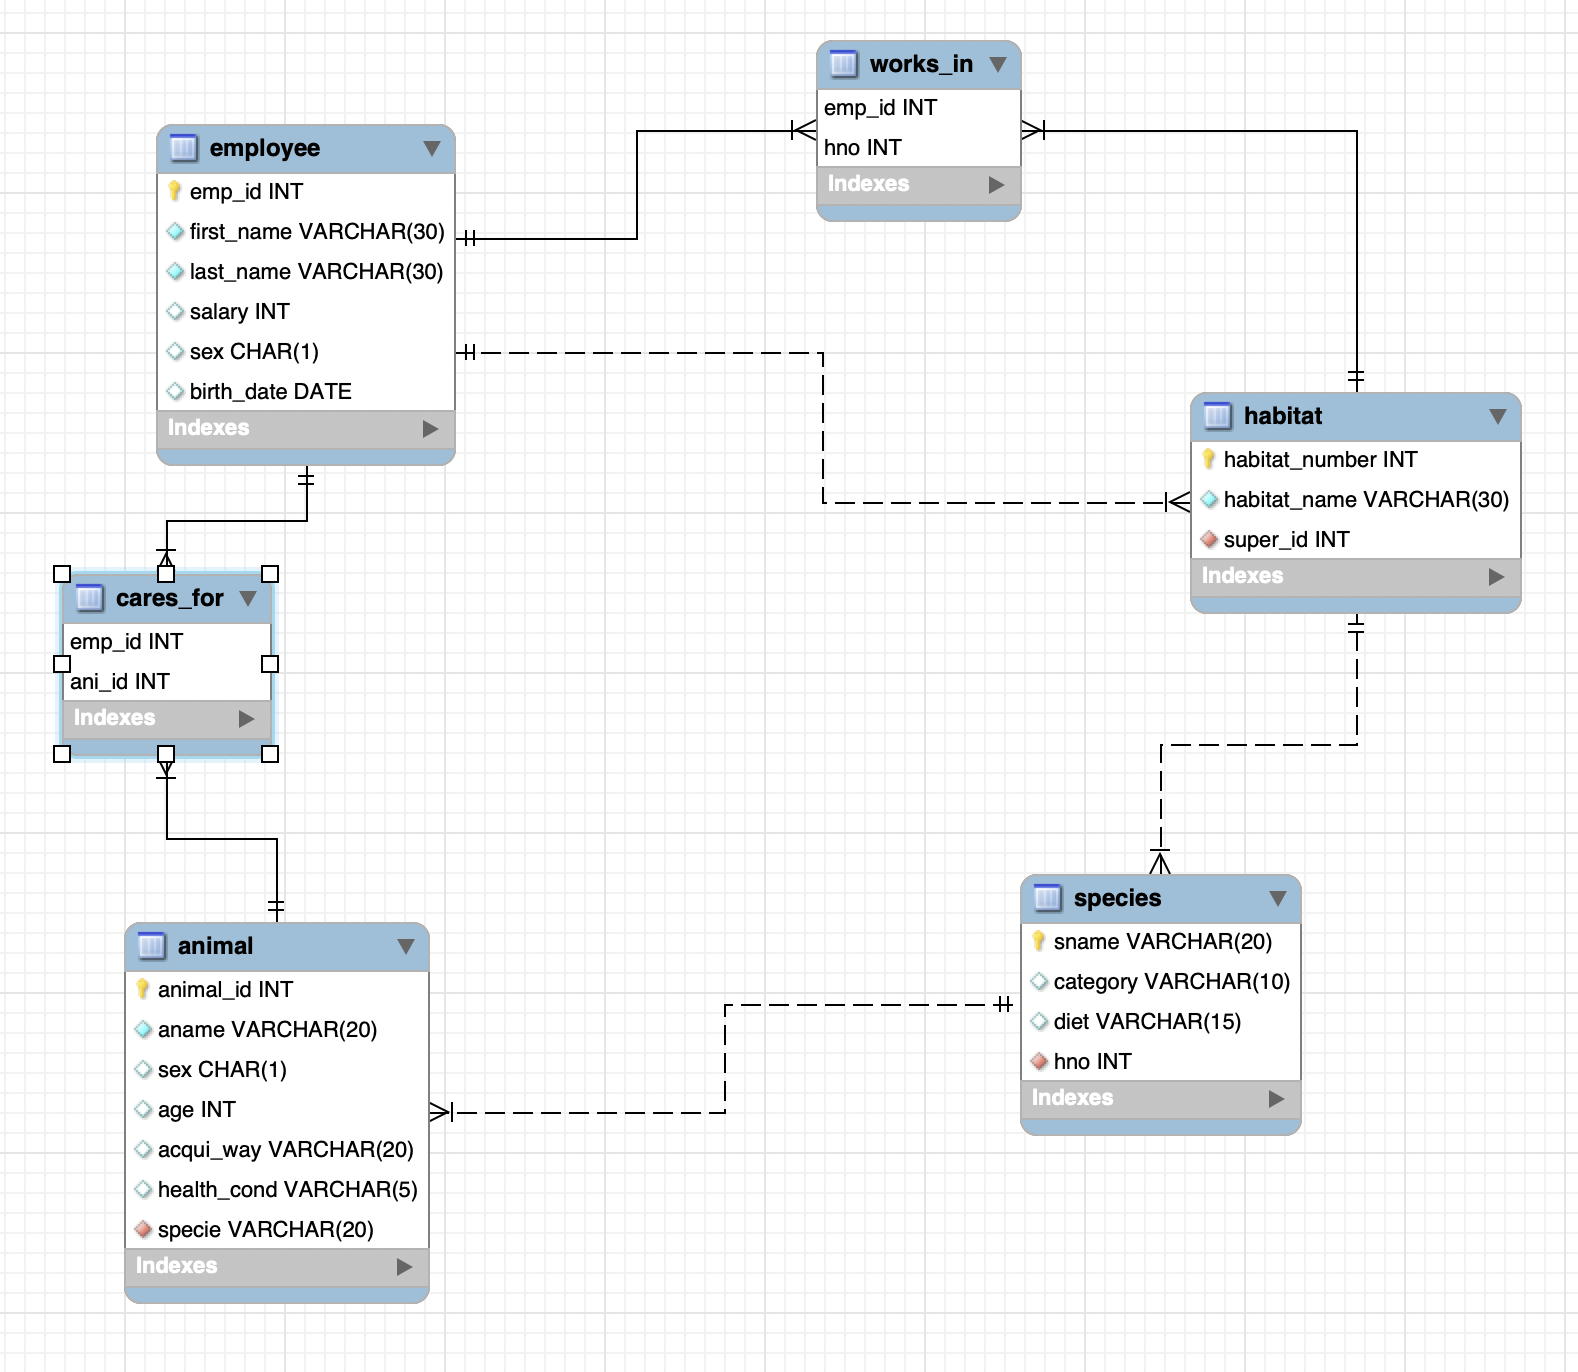 works_in
emp_id INT
hno INT
Indexes
employee
emp_id INT
first_name VARCHAR(30)
last_name VARCHAR(30)
salary INT
sex CHAR(1)
birth_date DATE
Indexes
habitat
habitat_number INT
habitat_name VARCHAR(30)
super_id INT
Indexes
cares_for
emp_id INT
ani_id INT
Indexes
species
sname VARCHAR(20)
category VARCHAR(10)
diet VARCHAR(15)
hno INT
Indexes
animal
animal_id INT
aname VARCHAR(20)
sex CHAR(1)
age INT
acqui_way VARCHAR(20)
health_cond VARCHAR(5)
specie VARCHAR(20)
Indexes